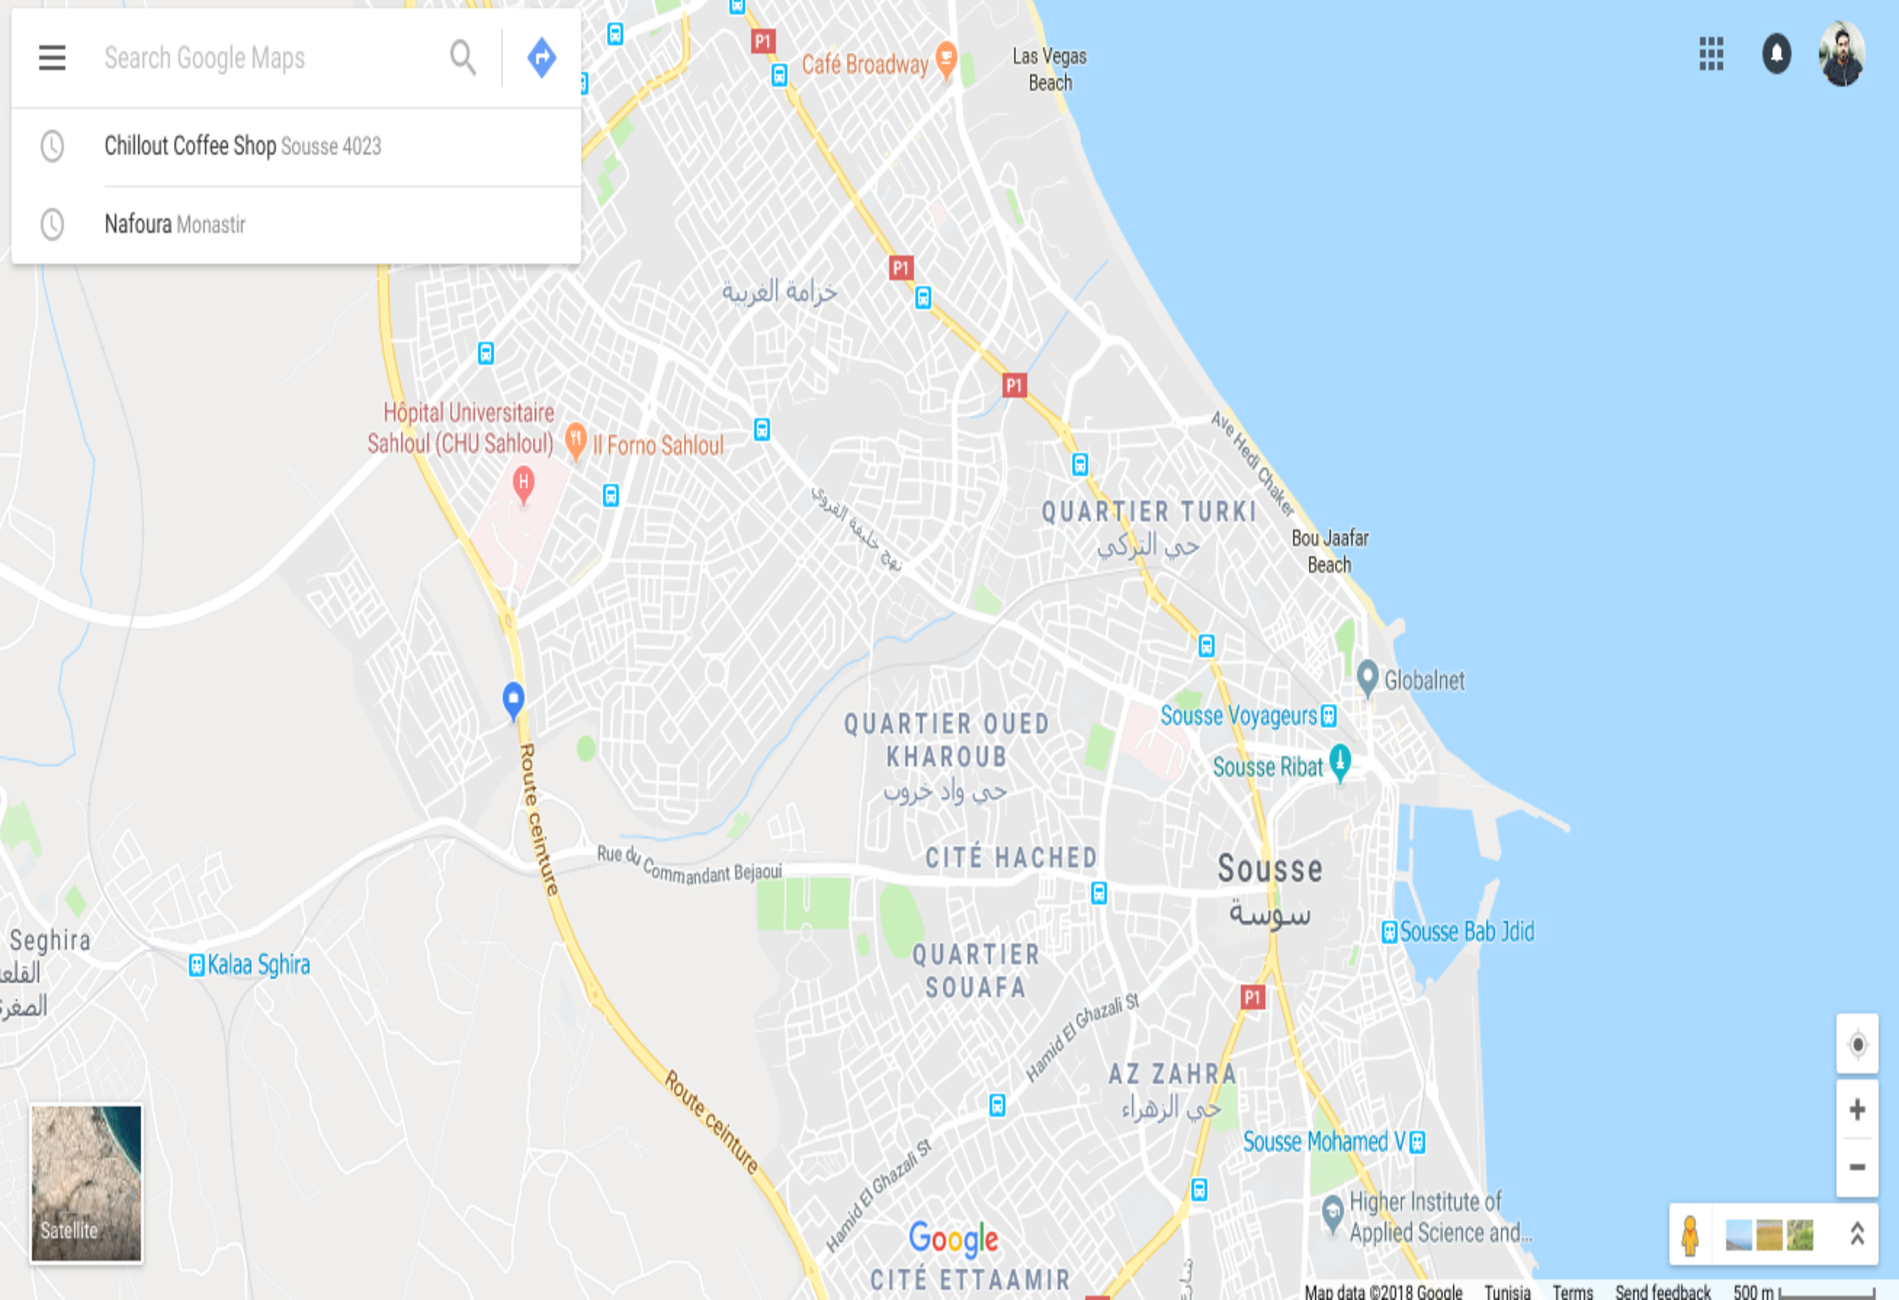 Search Google Maps
Chillout Coffee Shop Sousse 4023
Nafoura Monastir
P1
Café Broadway
Las Vegas
Beach
P1
خزامة الغربية
P1
Hôpital Universitaire
Sahloul (CHU Sahloul)
H
Il Forno Sahloul
Ave Hedi Chaker
نهج خليفة القروي
QUARTIER TURKI
حي التركي
Bou Jaafar
Beach
Globalnet
Sousse Voyageurs
Sousse Ribat
QUARTIER OUED
KHAROUB
حي واد خروب
Route ceinture
Rue du Commandant Bejaoui
CITÉ HACHED
Sousse
سوسة
Sousse Bab Jdid
Seghira
القلعة
الصغرى
Kalaa Sghira
QUARTIER
SOUAFA
P1
Hamid El Ghazali St
AZ ZAHRA
حي الزهراء
Route ceinture
Sousse Mohamed V
Hamid El Ghazali St
Higher Institute of
Applied Science and...
Satellite
Google
CITÉ ETTAAMIR
شارع
Map data ©2018 Google Tunisia Terms Send feedback 500 m